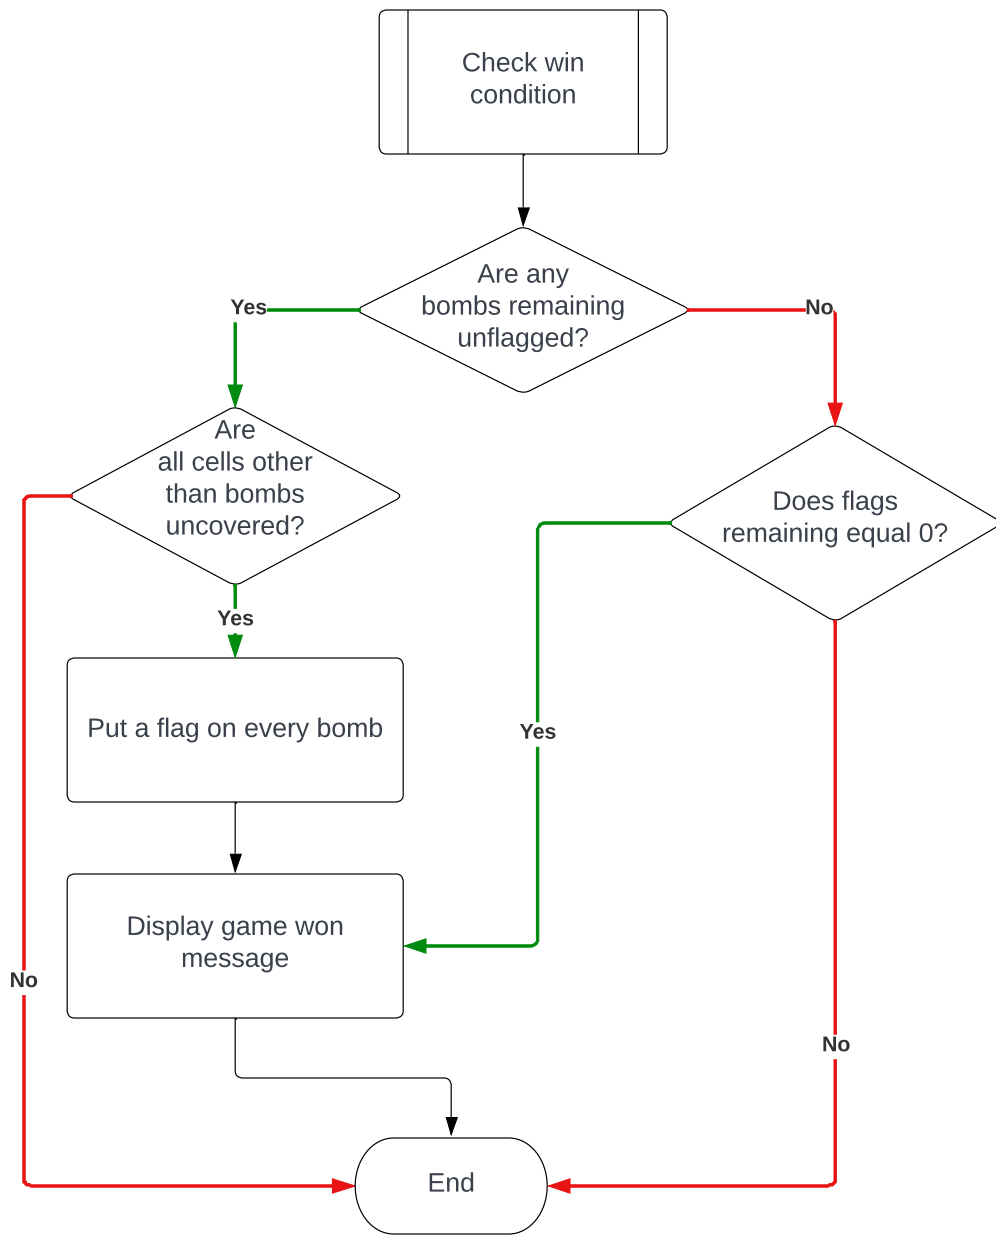 Check win
condition
Are any
bombs remaining
unflagged?
Yes
No
Are
all cells other
than bombs
uncovered?
Does flags
remaining equal 0?
Yes
Put a flag on every bomb
Yes
Display game won
message
No
No
End